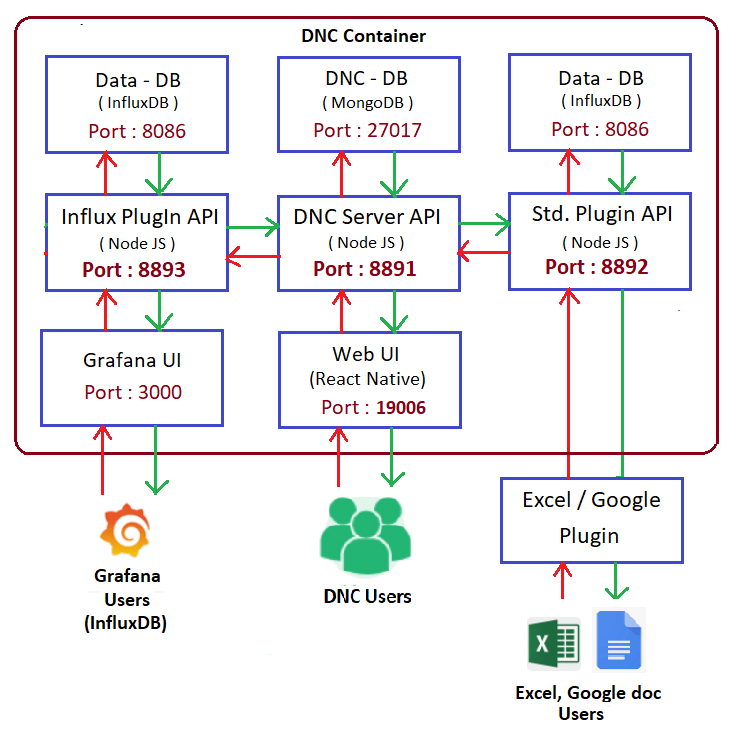 DNC Container
Data - DB
( InfluxDB )
Port : 8086
DNC - DB
( MongoDB )
Port : 27017
Data - DB
( InfluxDB )
Port : 8086
Influx PlugIn API
( Node JS )
Port : 8893
DNC Server API
( Node JS )
Port : 8891
Std. Plugin API
( Node JS )
Port : 8892
Grafana UI
Port : 3000
Web UI
(React Native)
Port : 19006
Excel / Google
Plugin
Grafana
Users
(InfluxDB)
DNC Users
X
Excel, Google doc
Users